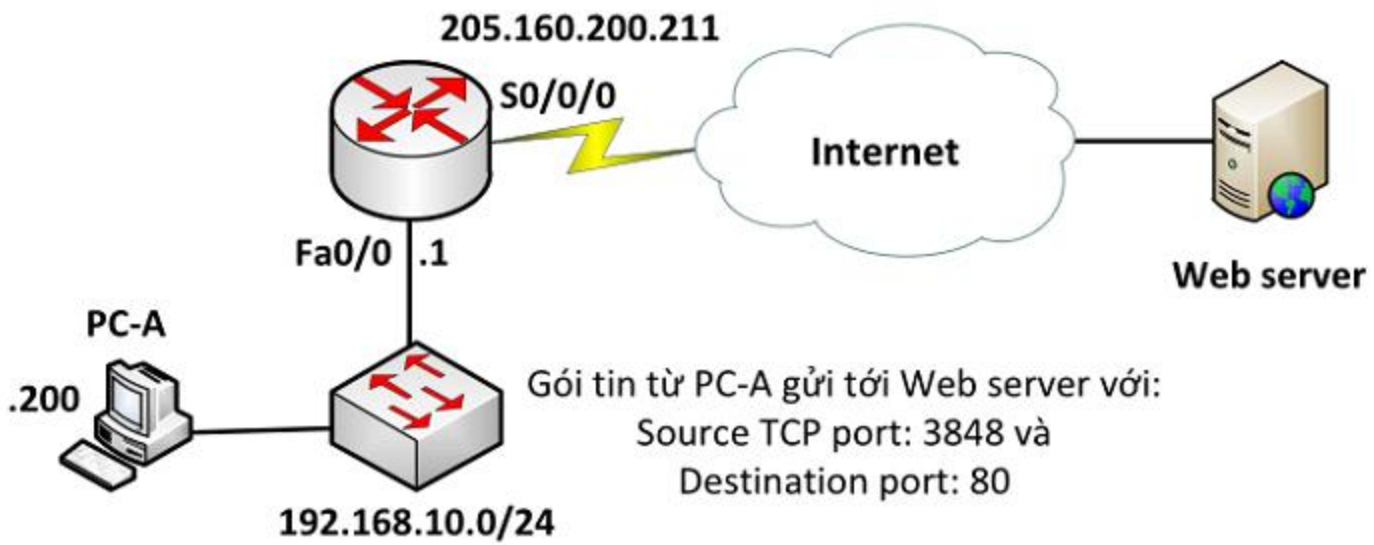 205.160.200.211
S0/0/0
Internet
Web server
Fa0/0 .1
PC-A
.200
Gói tin từ PC-A gửi tới Web server với:
Source TCP port: 3848 và
Destination port: 80
192.168.10.0/24